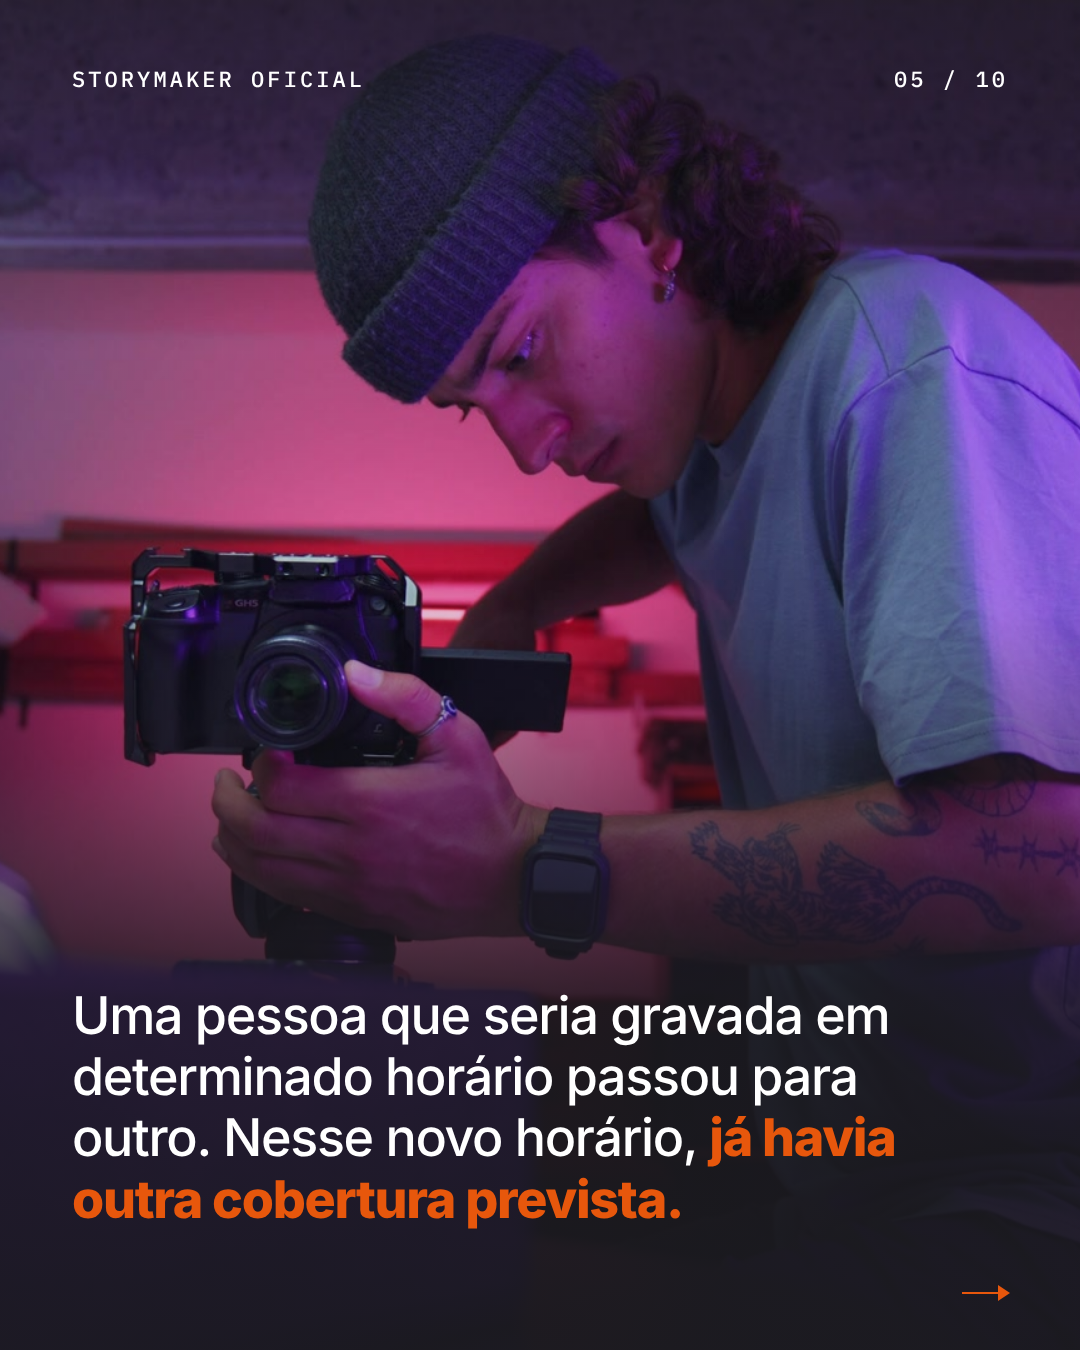 STORYMAKER OFICIAL
05 / 10
GH5
Uma pessoa que seria gravada em
determinado horário passou para
outro. Nesse novo horário, já havia
outra cobertura prevista.